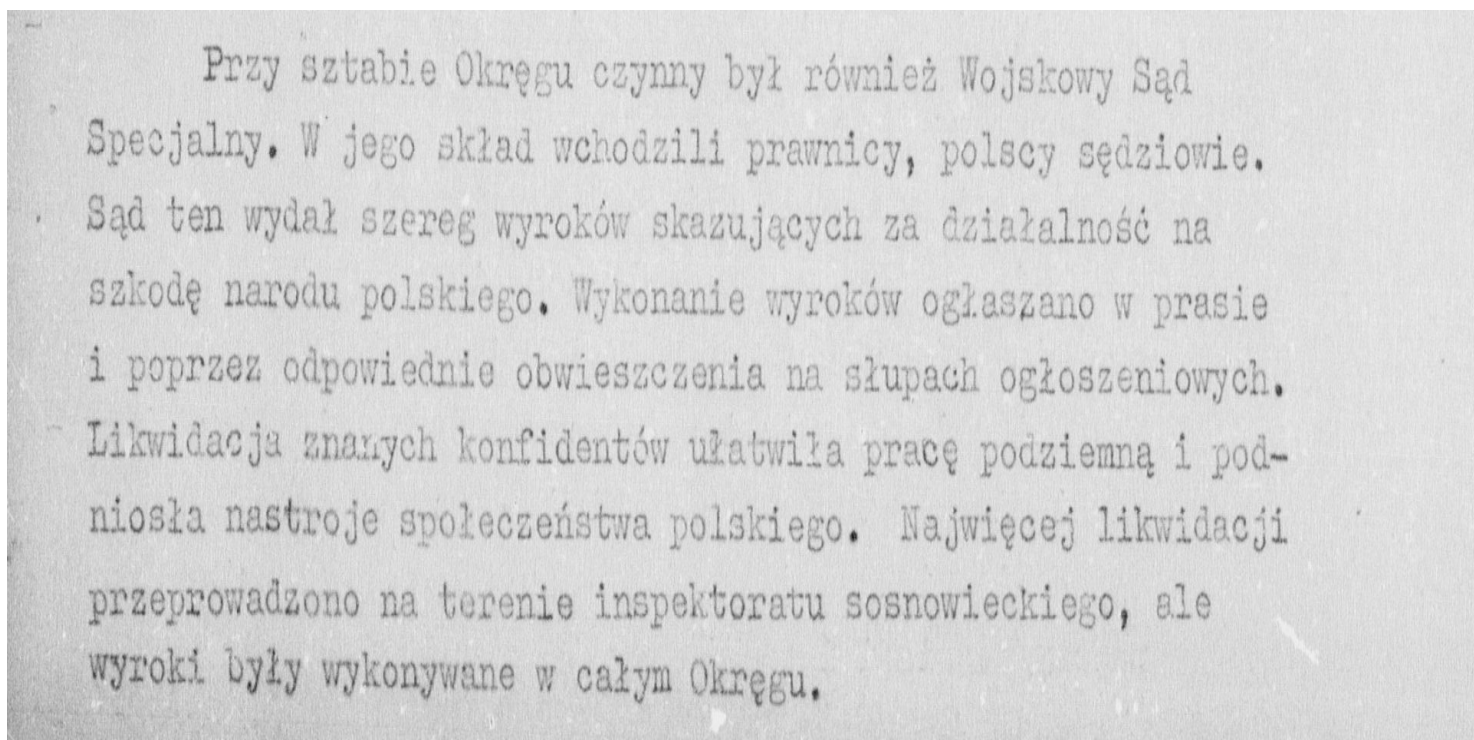 Przy sztabie Okręgu czynny był również Wojskowy Sąd
Specjalny. W jego skład wchodzili prawnicy, polscy sędziowie.
Sąd ten wydał szereg wyroków skazujących za działalność na
szkodę narodu polskiego. Wykonanie wyroków ogłaszano w prasie
i poprzez odpowiednie obwieszczenia na słupach ogłoszeniowych.
Likwidacja znanych konfidentów ułatwiła pracę podziemną i pod-
niosła nastroje społeczeństwa polskiego. Najwięcej likwidacji
przeprowadzono na terenie inspektoratu sosnowieckiego, ale
wyroki były wykonywane w całym Okręgu.